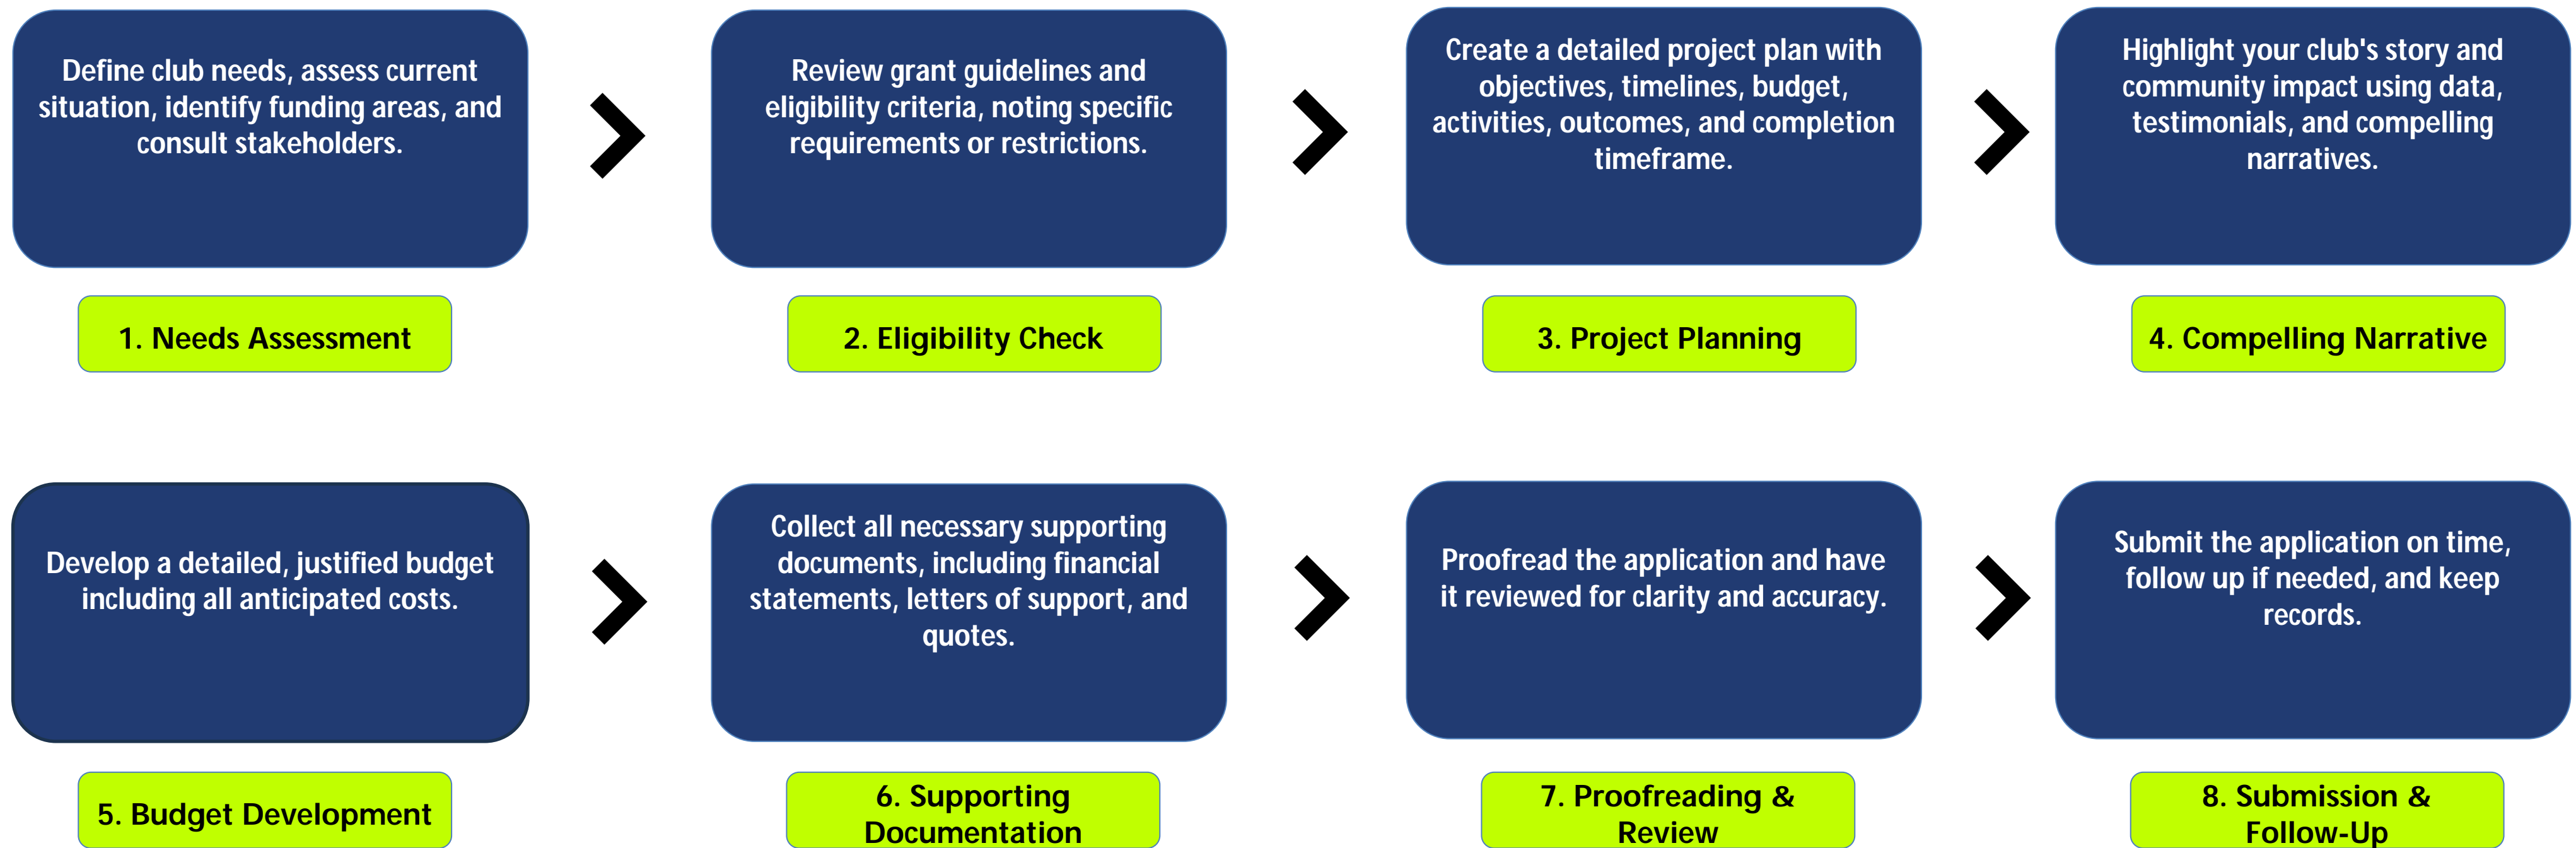 Define club needs, assess current
situation, identify funding areas, and
consult stakeholders.
1. Needs Assessment
Review grant guidelines and
eligibility criteria, noting specific
requirements or restrictions.
2. Eligibility Check
Create a detailed project plan with
objectives, timelines, budget,
activities, outcomes, and completion
timeframe.
3. Project Planning
Highlight your club's story and
community impact using data,
testimonials, and compelling
narratives.
4. Compelling Narrative
Develop a detailed, justified budget
including all anticipated costs.
5. Budget Development
Collect all necessary supporting
documents, including financial
statements, letters of support, and
quotes.
6. Supporting
Documentation
Proofread the application and have
it reviewed for clarity and accuracy.
7. Proofreading &
Review
Submit the application on time,
follow up if needed, and keep
records.
8. Submission &
Follow-Up